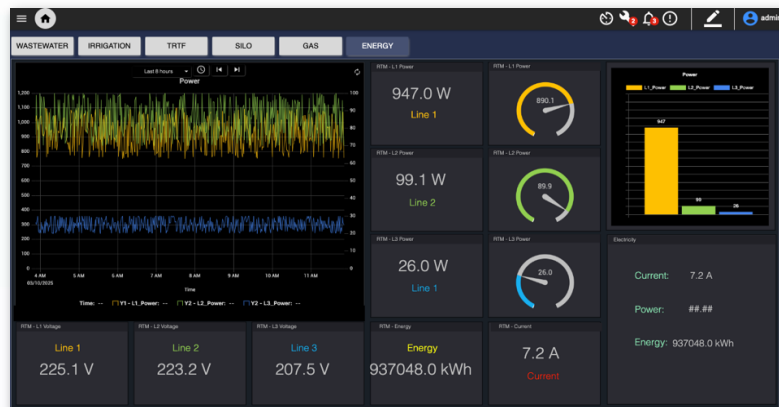 2
3
admin
WASTEWATER
IRRIGATION
TRTF
SILO
GAS
ENERGY
Last 8 hours
Power
1,200
1,100
1,000
900
800
700
600
500
400
300
200
100
0
100
90
80
70
60
50
40
30
20
10
0
4 AM
5 AM
6 AM
7 AM
8 AM
9 AM
10 AM
11 AM
03/13/2025
Time
Time: -- Y1 - L1_Power: -- Y2 - L2_Power: -- Y2 - L3_Power: --
RTM - L1 Power
947.0 W
Line 1
RTM - L1 Power
890.1
RTM - L2 Power
99.1 W
Line 2
RTM - L2 Power
89.9
RTM - L3 Power
26.0 W
Line 1
RTM - L3 Power
26.0
Power
L1_Power L2_Power L3_Power
947
99
26
Electricity
Current: 7.2 A
Power: ##.##
Energy: 937048.0 kWh
RTM - L1 Voltage
Line 1
225.1 V
RTM - L2 Voltage
Line 2
223.2 V
RTM - L3 Voltage
Line 3
207.5 V
RTM - Energy
Energy
937048.0 kWh
RTM - Current
7.2 A
Current